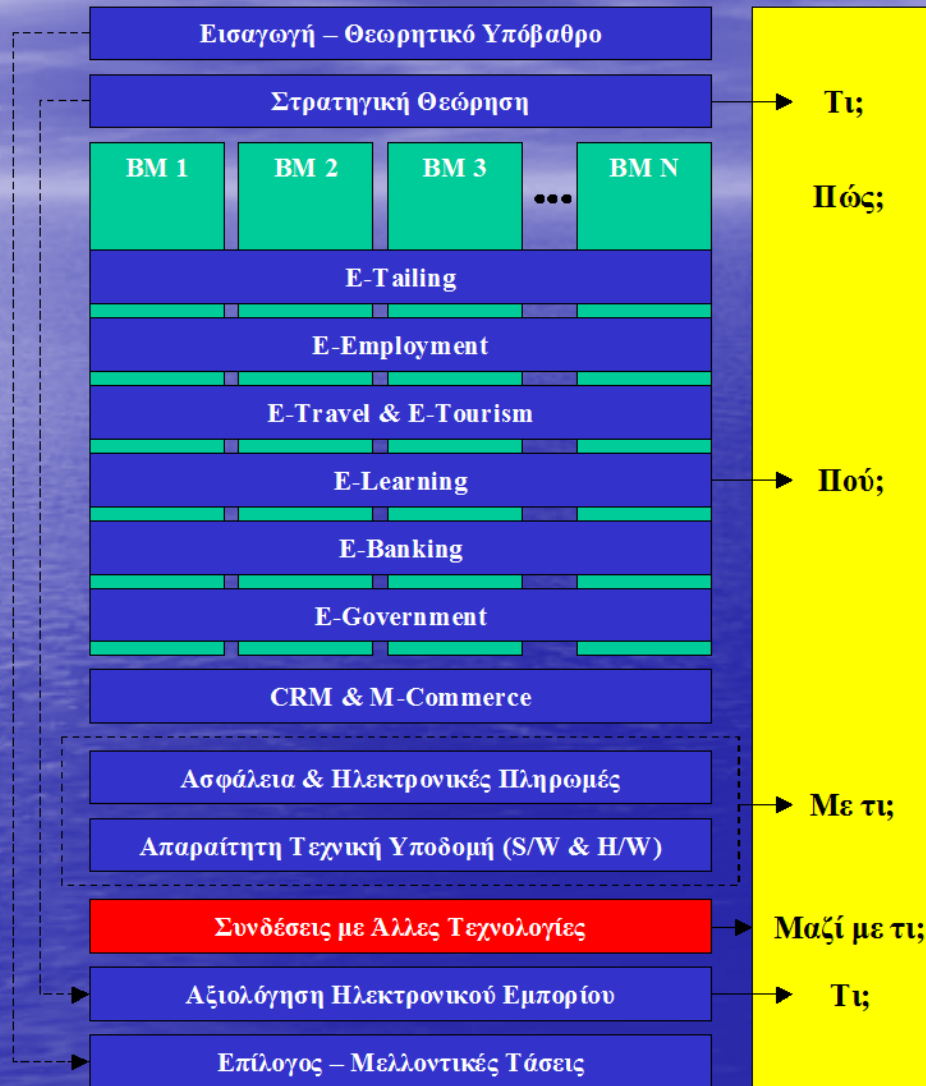 Εισαγωγή – Θεωρητικό Υπόβαθρο
Στρατηγική Θεώρηση
Τι;
BM 1 BM 2 BM 3 ... BM N
Πώς;
E-Tailing
E-Employment
E-Travel & E-Tourism
E-Learning
Πού;
E-Banking
E-Government
CRM & M-Commerce
Ασφάλεια & Ηλεκτρονικές Πληρωμές
Με τι;
Απαραίτητη Τεχνική Υποδομή (S/W & H/W)
Συνδέσεις με Άλλες Τεχνολογίες
Μαζί με τι;
Αξιολόγηση Ηλεκτρονικού Εμπορίου
Τι;
Επίλογος – Μελλοντικές Τάσεις